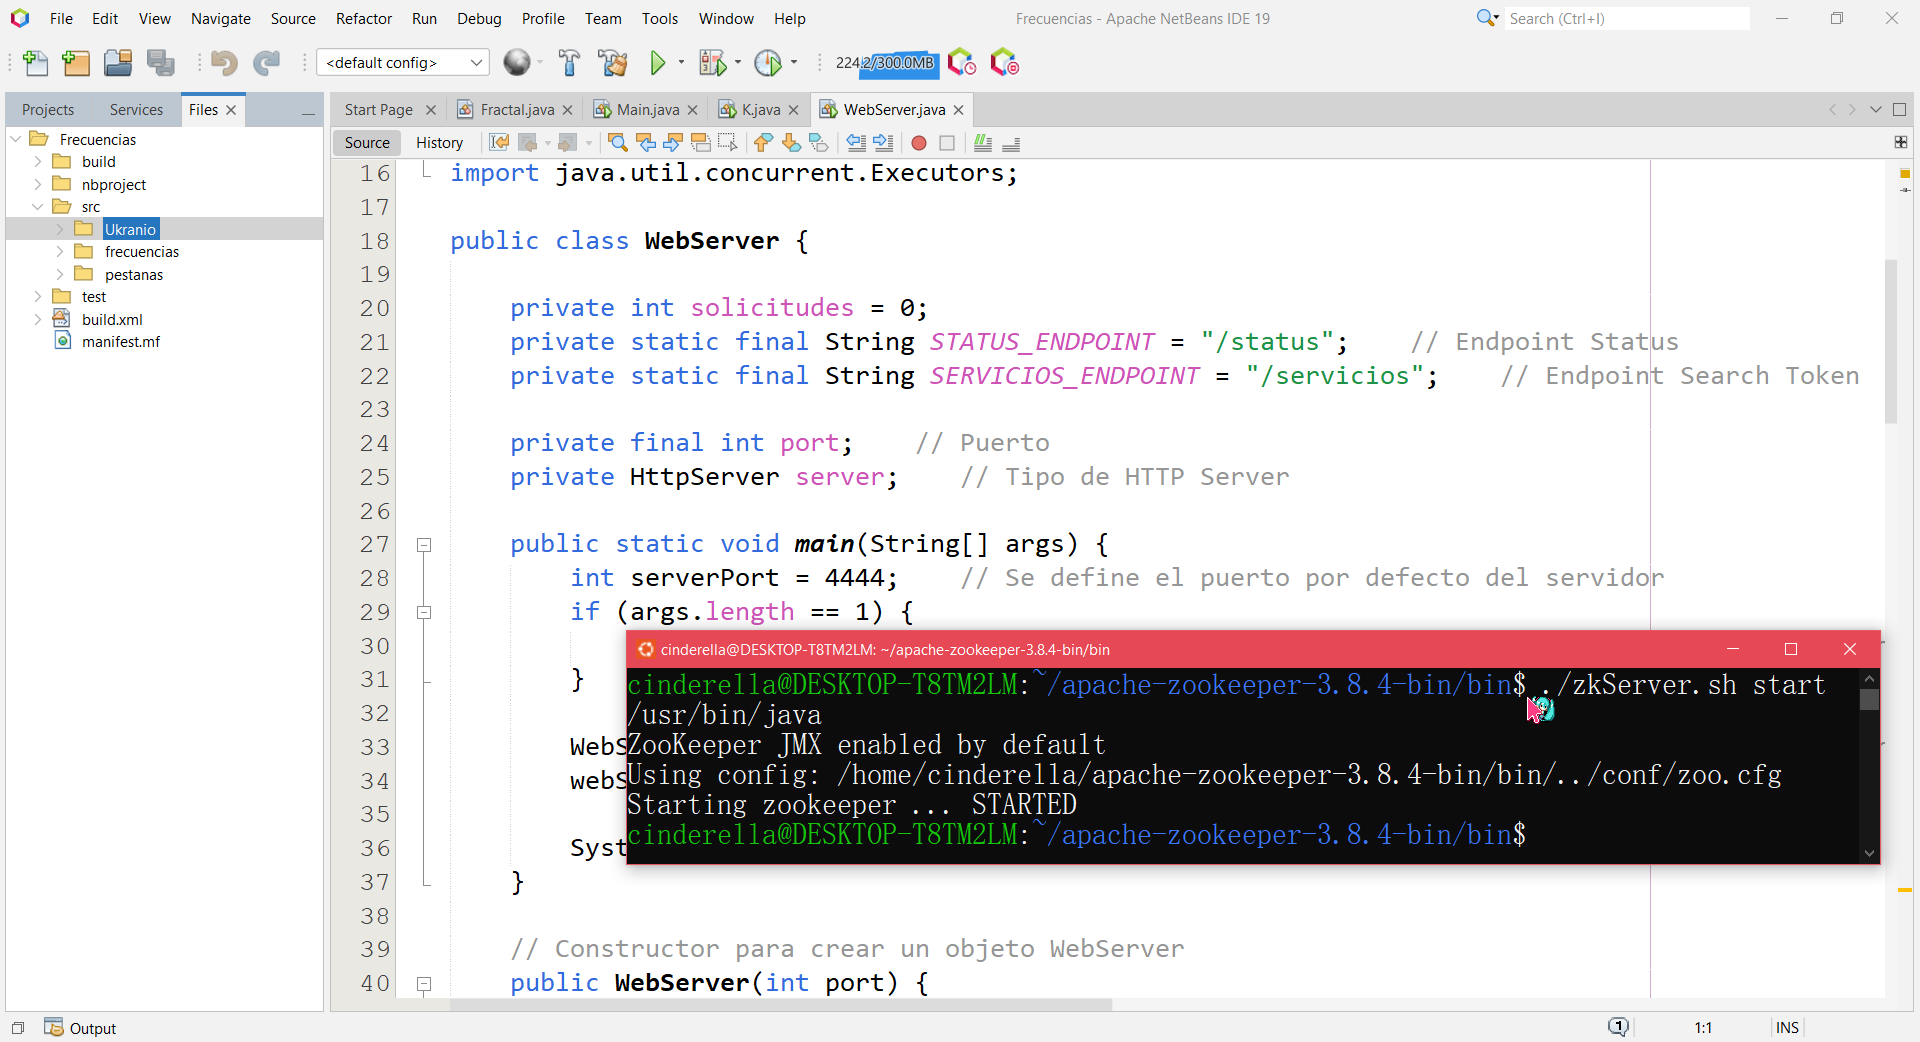 File Edit View Navigate Source Refactor Run Debug Profile Team Tools Window Help
Frecuencias - Apache NetBeans IDE 19
Search (Ctrl+I)
<default config>
224.2/300.0MB
Projects Services Files
Start Page Fractal.java Main.java K.java WebServer.java
Source History
Frecuencias
build
nbproject
src
Ukranio
frecuencias
pestanas
test
build.xml
manifest.mf
16 import java.util.concurrent.Executors;
17
18 public class WebServer {
19
20 private int solicitudes = 0;
21 private static final String STATUS_ENDPOINT = "/status"; // Endpoint Status
22 private static final String SERVICIOS_ENDPOINT = "/servicios"; // Endpoint Search Token
23
24 private final int port; // Puerto
25 private HttpServer server; // Tipo de HTTP Server
26
27 public static void main(String[] args) {
28 int serverPort = 4444; // Se define el puerto por defecto del servidor
29 if (args.length == 1) {
30
31 }
32
33 WebS
34 webS
35
36 Syst
37 }
38
39 // Constructor para crear un objeto WebServer
40 public WebServer(int port) {
cinderella@DESKTOP-T8TM2LM: ~/apache-zookeeper-3.8.4-bin/bin
cinderella@DESKTOP-T8TM2LM:~/apache-zookeeper-3.8.4-bin/bin$ ./zkServer.sh start
/usr/bin/java
ZooKeeper JMX enabled by default
Using config: /home/cinderella/apache-zookeeper-3.8.4-bin/bin/../conf/zoo.cfg
Starting zookeeper ... STARTED
cinderella@DESKTOP-T8TM2LM:~/apache-zookeeper-3.8.4-bin/bin$
Output
1
1:1
INS